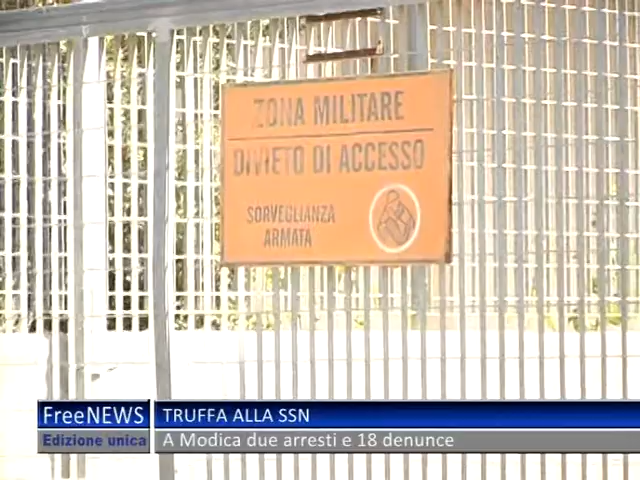 ZONA MILITARE
DIVIETO DI ACCESSO
SORVEGLIANZA
ARMATA
FreeNEWS
TRUFFA ALLA SSN
Edizione unica
A Modica due arresti e 18 denunce